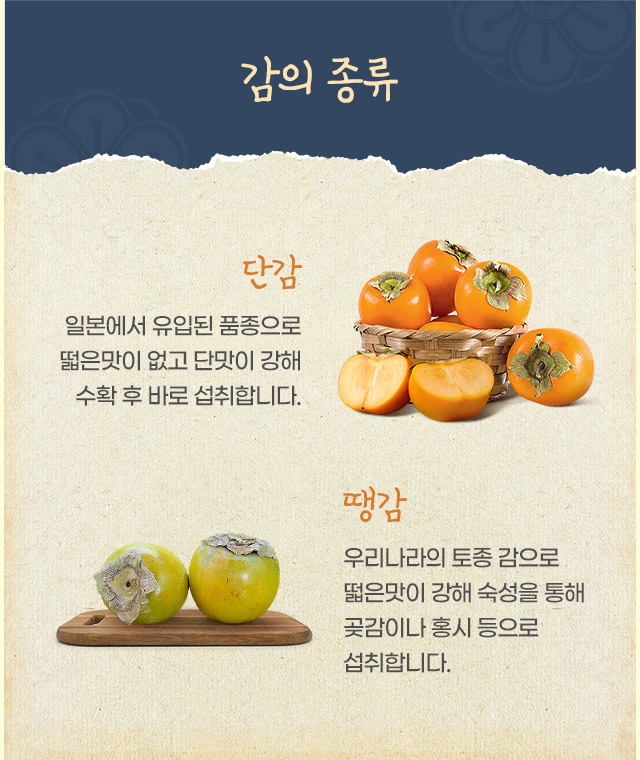 감의 종류
단감
일본에서 유입된 품종으로
떫은맛이 없고 단맛이 강해
수확 후 바로 섭취합니다.
땡감
우리나라의 토종 감으로
떫은맛이 강해 숙성을 통해
곶감이나 홍시 등으로
섭취합니다.